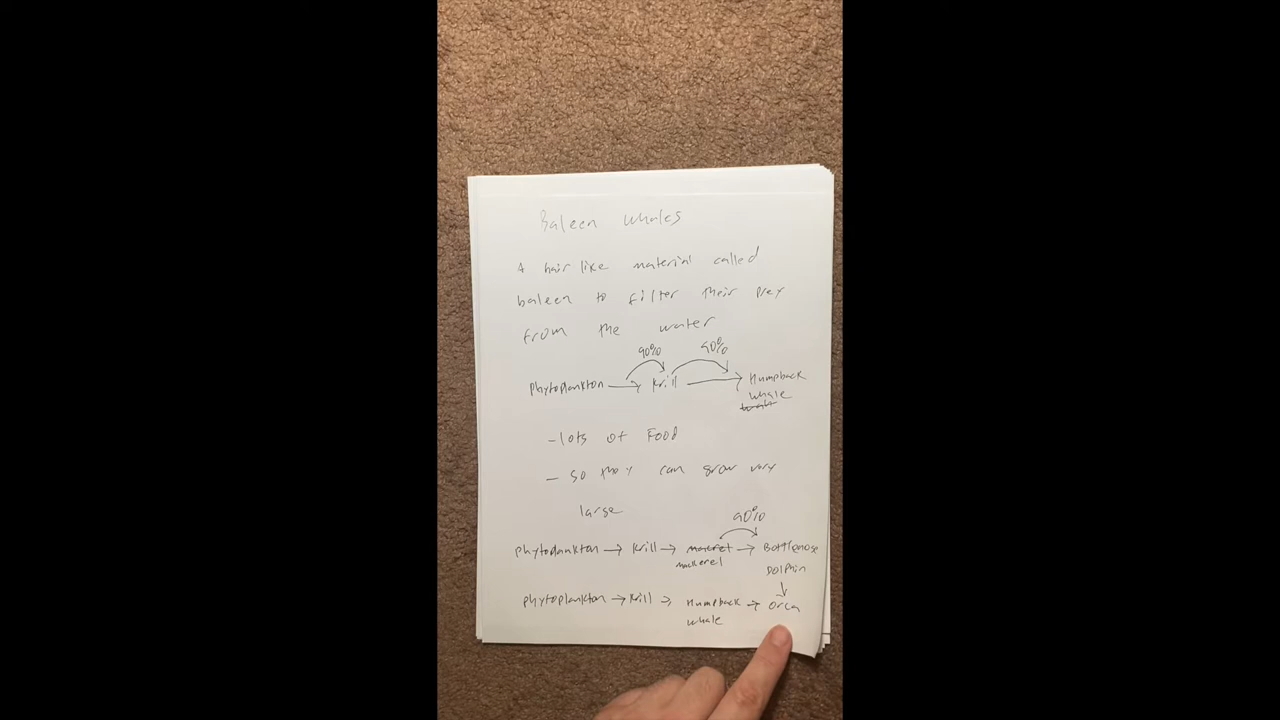 Baleen whales
A hair like material called
baleen to filter their prey
from the water
90% 90%
phytoplankton → krill → Humpback
whale
- lots of Food
- so they can grow very
large
90%
phytoplankton → krill → mackrel → Bottlenose
mackerel Dolphin
↓
phytoplankton → krill → Humpback → orca
whale